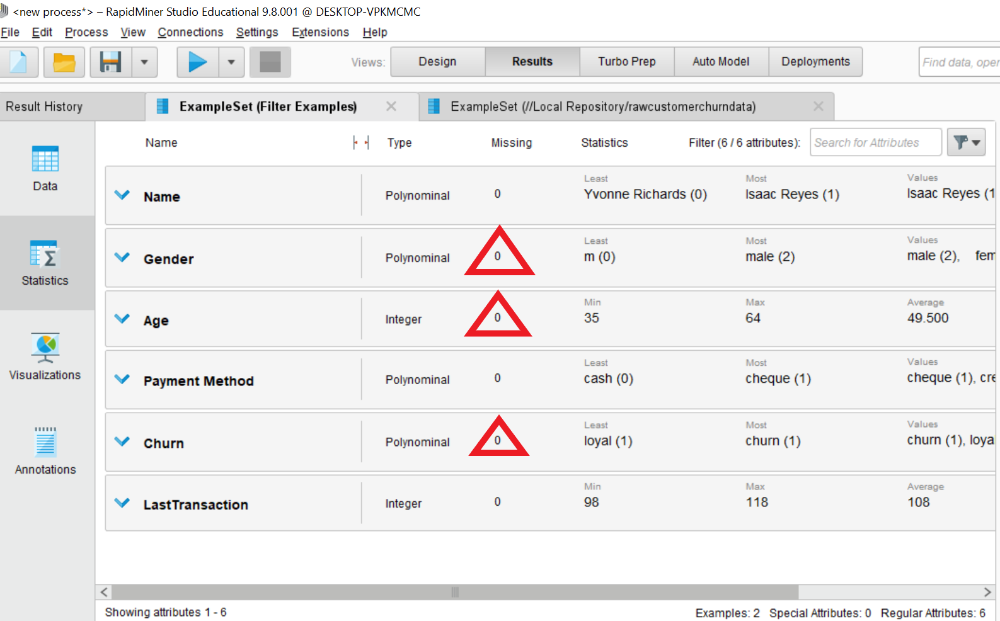 <new process*> – RapidMiner Studio Educational 9.8.001 @ DESKTOP-VPKMCMC
File Edit Process View Connections Settings Extensions Help
Views: Design Results Turbo Prep Auto Model Deployments Find data, oper
Result History ExampleSet (Filter Examples) ExampleSet (//Local Repository/rawcustomerchurndata)
Name Type Missing Statistics Filter (6 / 6 attributes): Search for Attributes
Data
Statistics
Visualizations
Annotations
Least Most Values
Name Polynominal 0 Yvonne Richards (0) Isaac Reyes (1) Isaac Reyes (1
Least Most Values
Gender Polynominal 0 m (0) male (2) male (2), fem
Min Max Average
Age Integer 0 35 64 49.500
Least Most Values
Payment Method Polynominal 0 cash (0) cheque (1) cheque (1), cre
Least Most Values
Churn Polynominal 0 loyal (1) churn (1) churn (1), loya
Min Max Average
LastTransaction Integer 0 98 118 108
Showing attributes 1 - 6 Examples: 2 Special Attributes: 0 Regular Attributes: 6